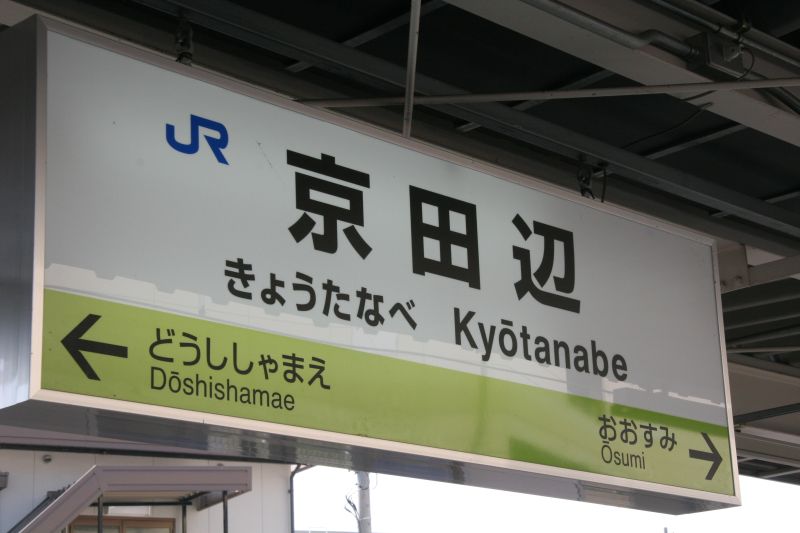 JR
京田辺
きょうたなべ Kyōtanabe
← どうししゃまえ
Dōshishamae
おおすみ →
Ōsumi